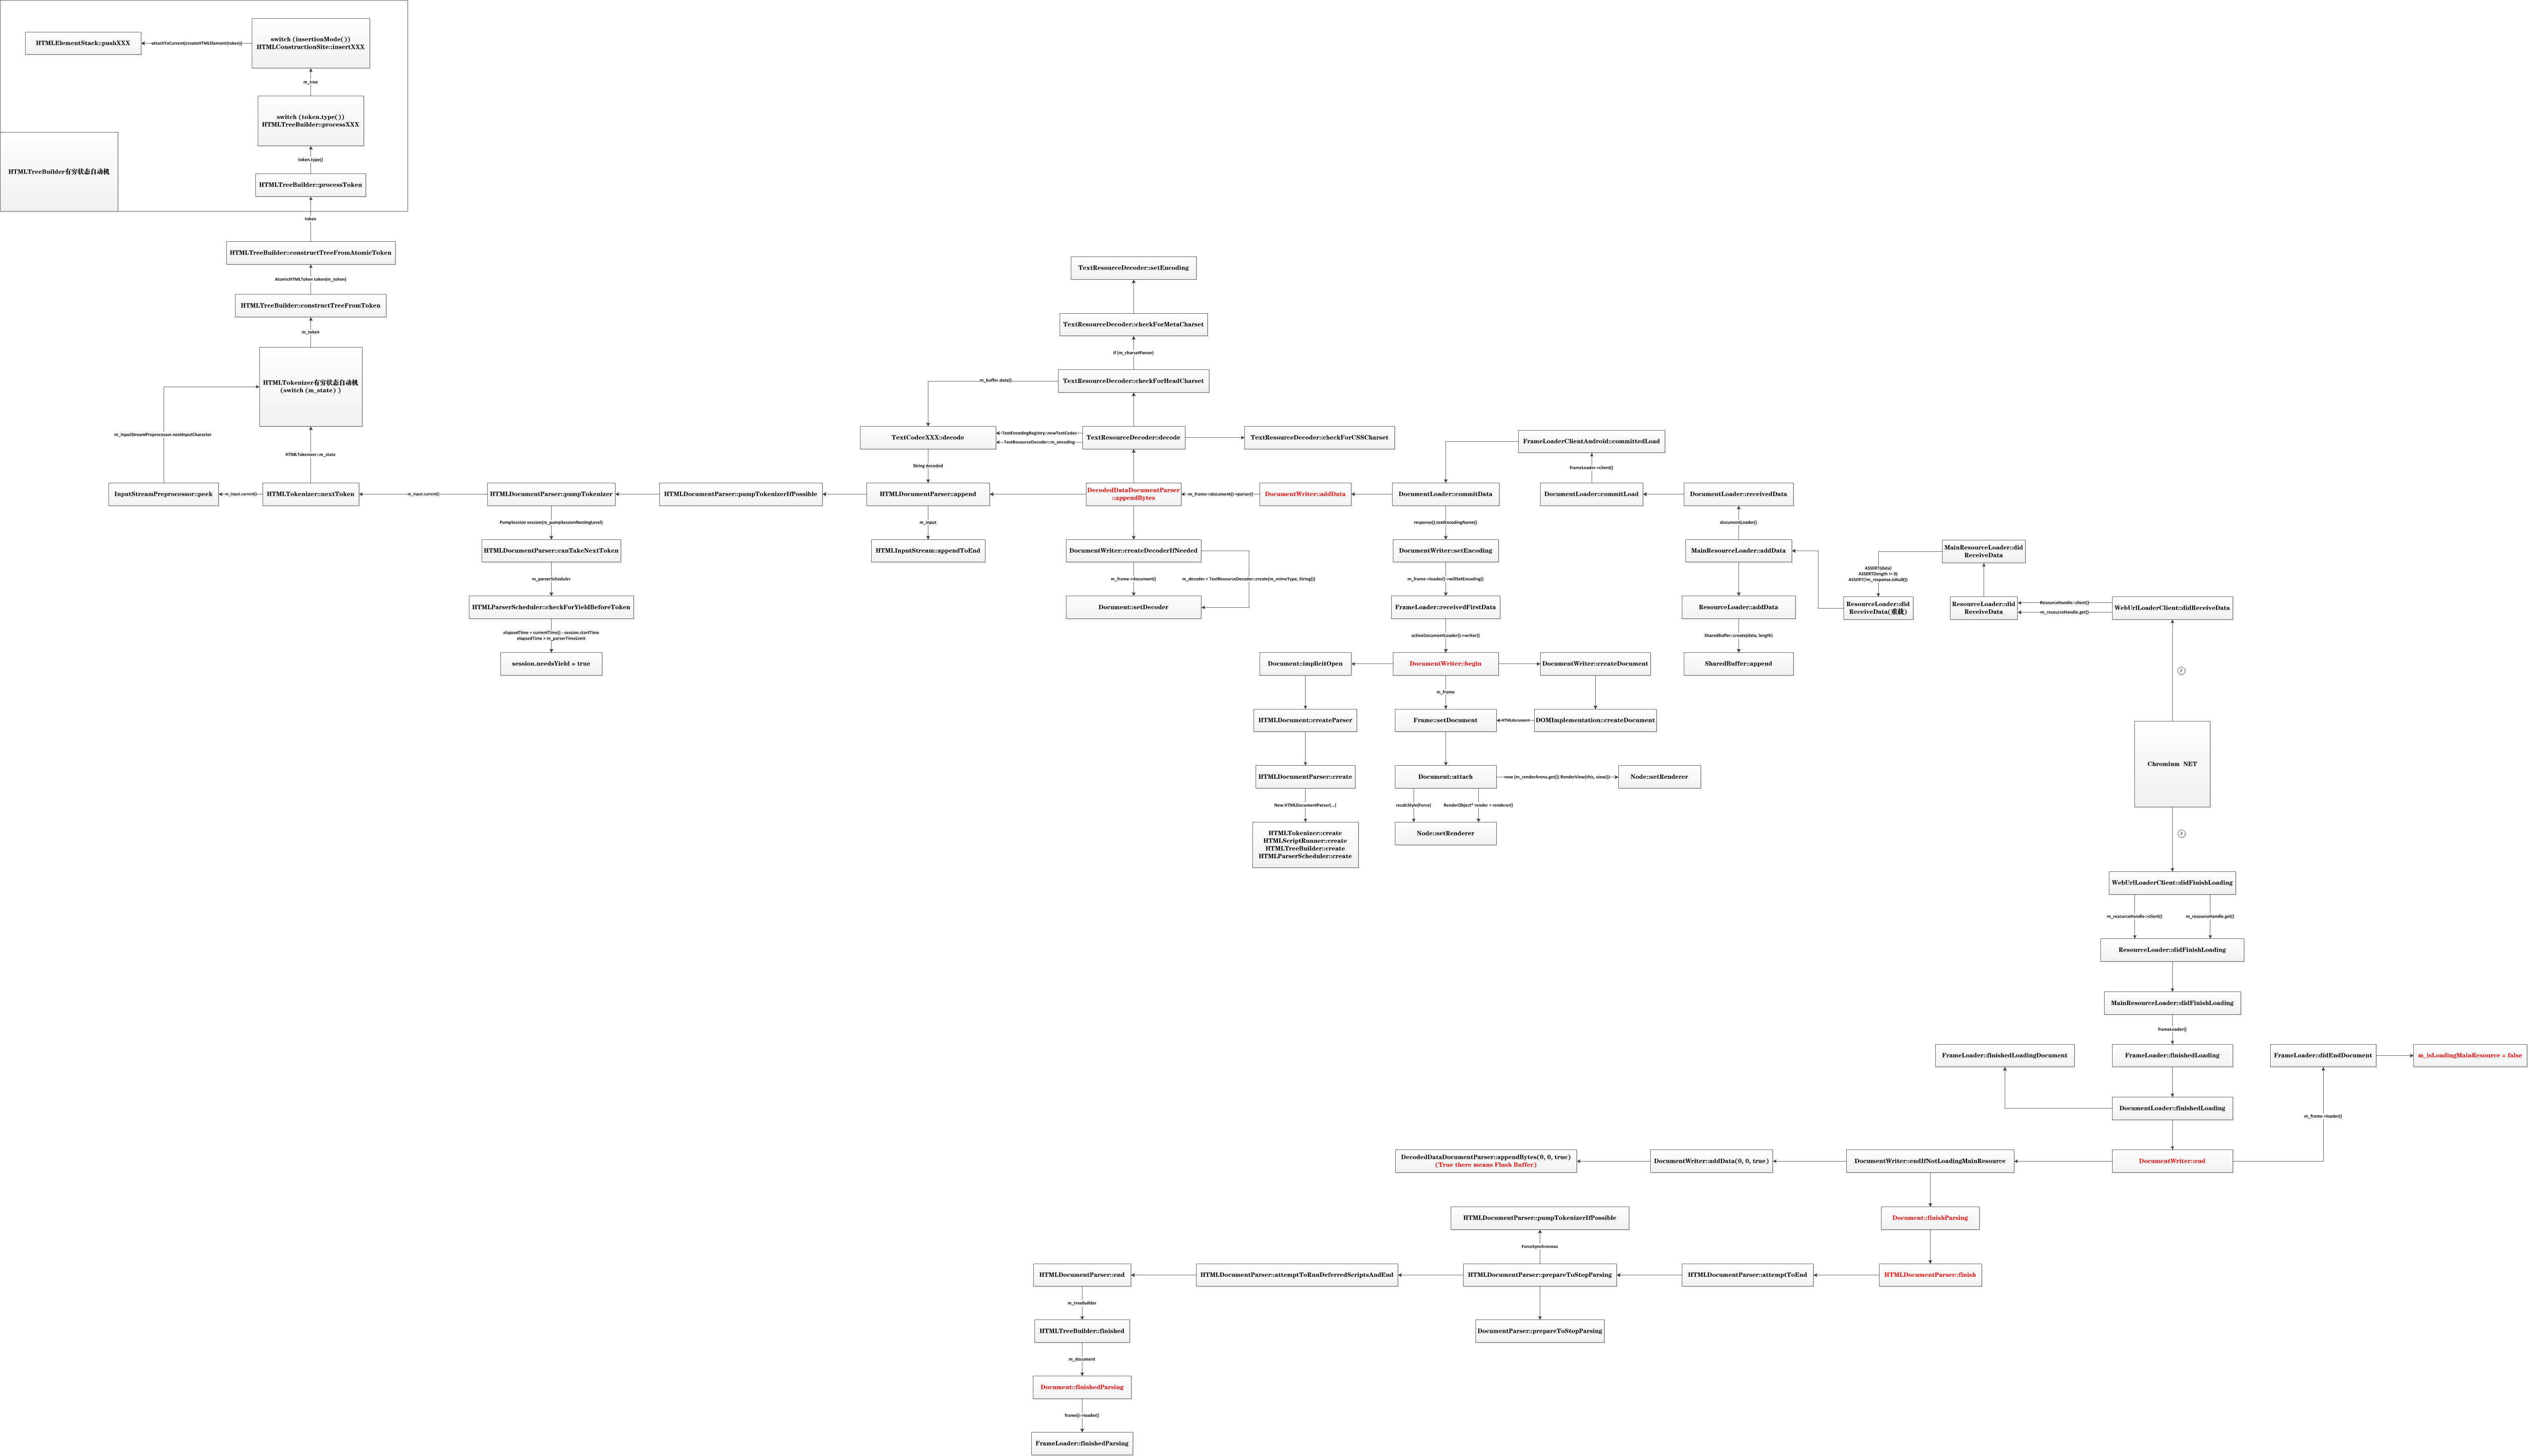 HTMLElementStack::pushXXX
attachToCurrent(createHTMLElement(token))
switch (insertionMode())
HTMLConstructionSite::insertXXX
m_tree
switch (token.type())
HTMLTreeBuilder::processXXX
token.type()
HTMLTreeBuilder有穷状态自动机
HTMLTreeBuilder::processToken
token
HTMLTreeBuilder::constructTreeFromAtomicToken
AtomicHTMLToken token(m_token)
HTMLTreeBuilder::constructTreeFromToken
m_token
HTMLTokenizer有穷状态自动机
(switch (m_state) )
m_inputStreamPreprocessor.nextInputCharacter
HTMLTokenizer::m_state
InputStreamPreprocessor::peek
m_input.current()
HTMLTokenizer::nextToken
m_input.current()
HTMLDocumentParser::pumpTokenizer
HTMLDocumentParser::pumpTokenizerIfPossible
PumpSession session(m_pumpSessionNestingLevel)
HTMLDocumentParser::canTakeNextToken
m_parserScheduler
HTMLParserScheduler::checkForYieldBeforeToken
elapsedTime = currentTime() - session.startTime
elapsedTime > m_parserTimeLimit
session.needsYield = true
TextResourceDecoder::setEncoding
TextResourceDecoder::checkForMetaCharset
if (m_charsetParser)
TextResourceDecoder::checkForHeadCharset
m_buffer.data()
TextCodecXXX::decode
TextEncodingRegistry::newTextCodec
TextResourceDecoder::m_encoding
TextResourceDecoder::decode
TextResourceDecoder::checkForCSSCharset
String decoded
HTMLDocumentParser::append
m_input
HTMLInputStream::appendToEnd
DecodedDataDocumentParser
::appendBytes
m_frame->document()->parser()
DocumentWriter::addData
DocumentWriter::createDecoderIfNeeded
m_frame->document()
m_decoder = TextResourceDecoder::create(m_mimeType, String())
Document::setDecoder
FrameLoaderClientAndroid::committedLoad
frameLoader->client()
DocumentLoader::commitData
DocumentLoader::commitLoad
DocumentLoader::receivedData
response().textEncodingName()
documentLoader()
DocumentWriter::setEncoding
MainResourceLoader::addData
m_frame->loader()->willSetEncoding()
FrameLoader::receivedFirstData
ResourceLoader::addData
activeDocumentLoader()->writer()
SharedBuffer::create(data, length)
Document::implicitOpen
DocumentWriter::begin
DocumentWriter::createDocument
SharedBuffer::append
m_frame
HTMLDocument::createParser
Frame::setDocument
HTMLdocument
DOMImplementation::createDocument
HTMLDocumentParser::create
Document::attach
new (m_renderArena.get()) RenderView(this, view())
Node::setRenderer
New HTMLDocumentParser(...)
recalcStyle(Force)
RenderObject* render = renderer()
HTMLTokenizer::create
HTMLScriptRunner::create
HTMLTreeBuilder::create
HTMLParserScheduler::create
Node::setRenderer
MainResourceLoader::did
ReceiveData
ASSERT(data)
ASSERT(length != 0)
ASSERT(!m_response.isNull())
ResourceLoader::did
ReceiveData(重载)
ResourceLoader::did
ReceiveData
ResourceHandle::client()
m_resourceHandle.get()
WebUrlLoaderClient::didReceiveData
2
Chromium NET
3
WebUrlLoaderClient::didFinishLoading
m_resourceHandle->client()
m_resourceHandle.get()
ResourceLoader::didFinishLoading
MainResourceLoader::didFinishLoading
frameLoader()
FrameLoader::finishedLoadingDocument
FrameLoader::finishedLoading
FrameLoader::didEndDocument
m_isLoadingMainResource = false
DocumentLoader::finishedLoading
m_frame->loader()
DecodedDataDocumentParser::appendBytes(0, 0, true)
(True there means Flush Buffer)
DocumentWriter::addData(0, 0, true)
DocumentWriter::endIfNotLoadingMainResource
DocumentWriter::end
HTMLDocumentParser::pumpTokenizerIfPossible
Document::finishParsing
ForceSynchronous
HTMLDocumentParser::end
HTMLDocumentParser::attemptToRunDeferredScriptsAndEnd
HTMLDocumentParser::prepareToStopParsing
HTMLDocumentParser::attemptToEnd
HTMLDocumentParser::finish
m_treeBuilder
HTMLTreeBuilder::finished
DocumentParser::prepareToStopParsing
m_document
Document::finishedParsing
frame()->loader()
FrameLoader::finishedParsing